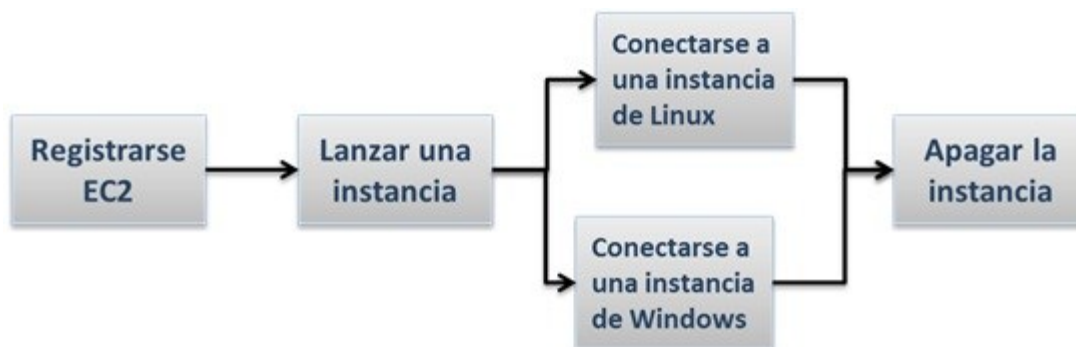 Registrarse
EC2
Lanzar una
instancia
Conectarse a
una instancia
de Linux
Conectarse a
una instancia
de Windows
Apagar la
instancia